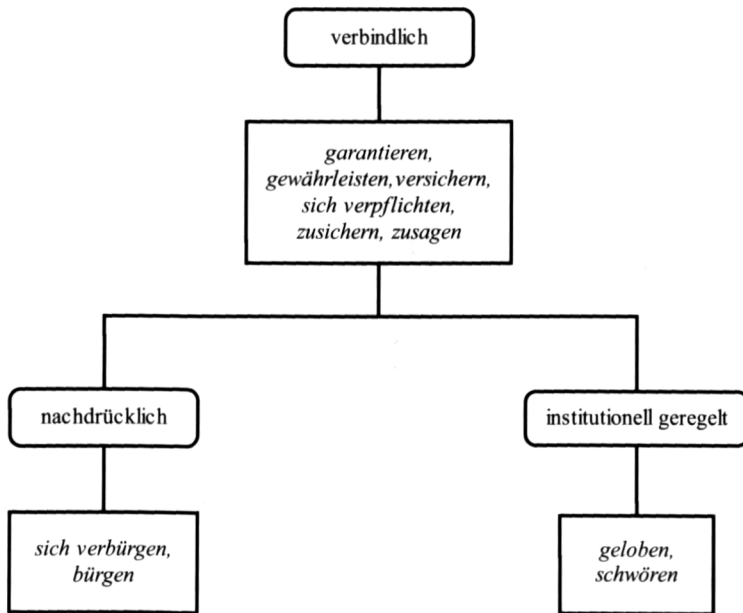 verbindlich
garantieren,
gewährleisten, versichern,
sich verpflichten,
zusichern, zusagen
nachdrücklich
institutionell geregelt
sich verbürgen,
bürgen
geloben,
schwören